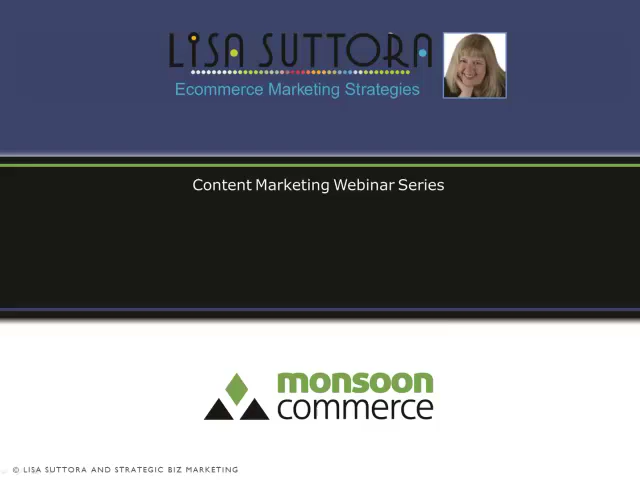 LiSA SUTTORA
Ecommerce Marketing Strategies
Content Marketing Webinar Series
monsoon
commerce
© LISA SUTTORA AND STRATEGIC BIZ MARKETING